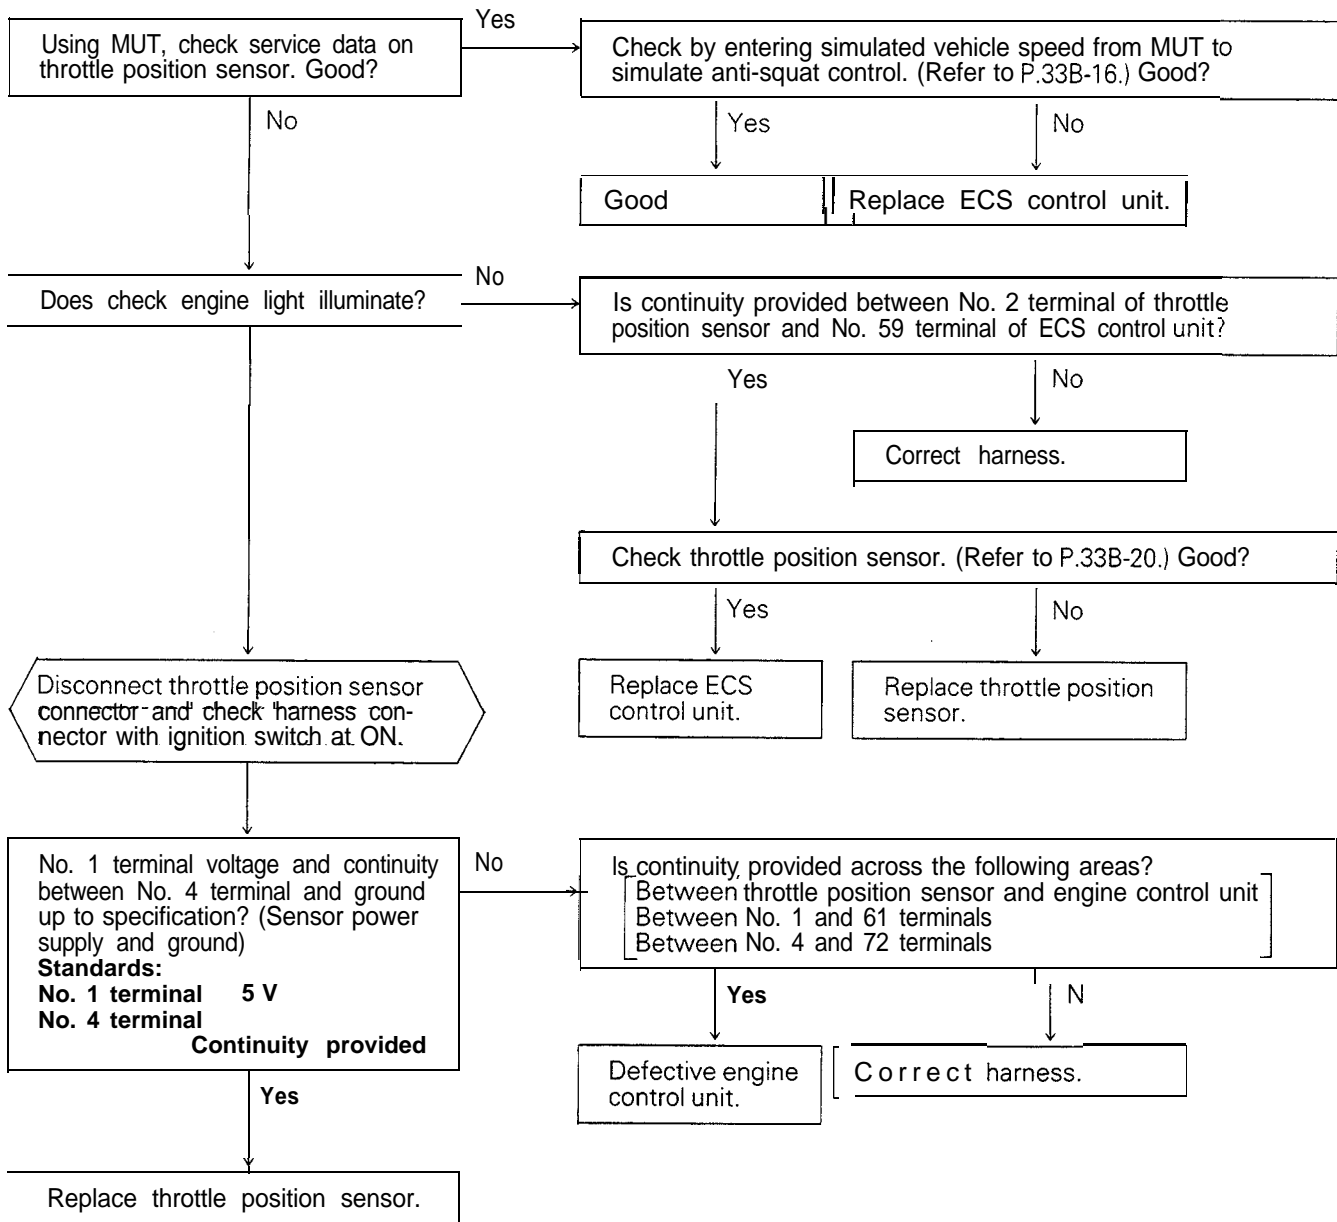 Using MUT, check service data on
throttle position sensor. Good?
Yes
Check by entering simulated vehicle speed from MUT to
simulate anti-squat control. (Refer to P.33B-16.) Good?
No
Yes
No
Good
Replace ECS control unit.
Does check engine light illuminate?
No
Is continuity provided between No. 2 terminal of throttle
position sensor and No. 59 terminal of ECS control unit?
Yes
No
Correct harness.
Check throttle position sensor. (Refer to P.33B-20.) Good?
Yes
No
Replace ECS
control unit.
Replace throttle position
sensor.
Disconnect throttle position sensor
connector and check harness con-
nector with ignition switch at ON.
No. 1 terminal voltage and continuity
between No. 4 terminal and ground
up to specification? (Sensor power
supply and ground)
Standards:
No. 1 terminal 5 V
No. 4 terminal
Continuity provided
No
Is continuity provided across the following areas?
Between throttle position sensor and engine control unit
Between No. 1 and 61 terminals
Between No. 4 and 72 terminals
Yes
N
Defective engine
control unit.
Correct harness.
Yes
Replace throttle position sensor.